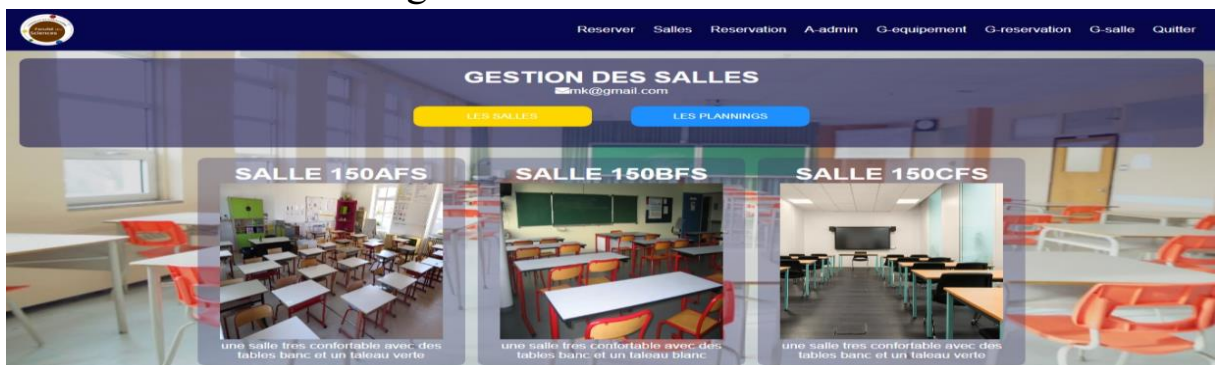 Faculté des
Sciences
Reserver Salles Reservation A-admin G-equipement G-reservation G-salle Quitter
GESTION DES SALLES
mk@gmail.com
LES SALLES LES PLANNINGS
SALLE 150AFS SALLE 150BFS SALLE 150CFS
une salle tres confortable avec des
tables banc et un taleau verte
une salle tres confortable avec des
tables banc et un taleau blanc
une salle tres confortable avec des
tables banc et un taleau verte